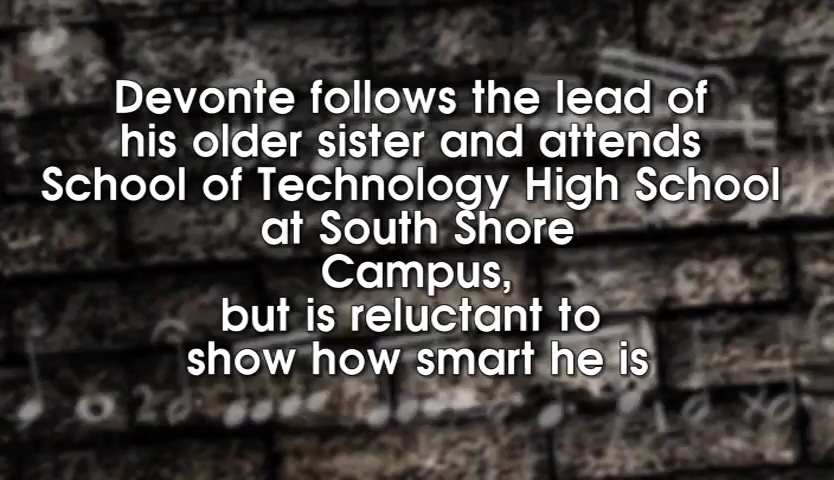 Devonte follows the lead of
his older sister and attends
School of Technology High School
at South Shore
Campus,
but is reluctant to
show how smart he is